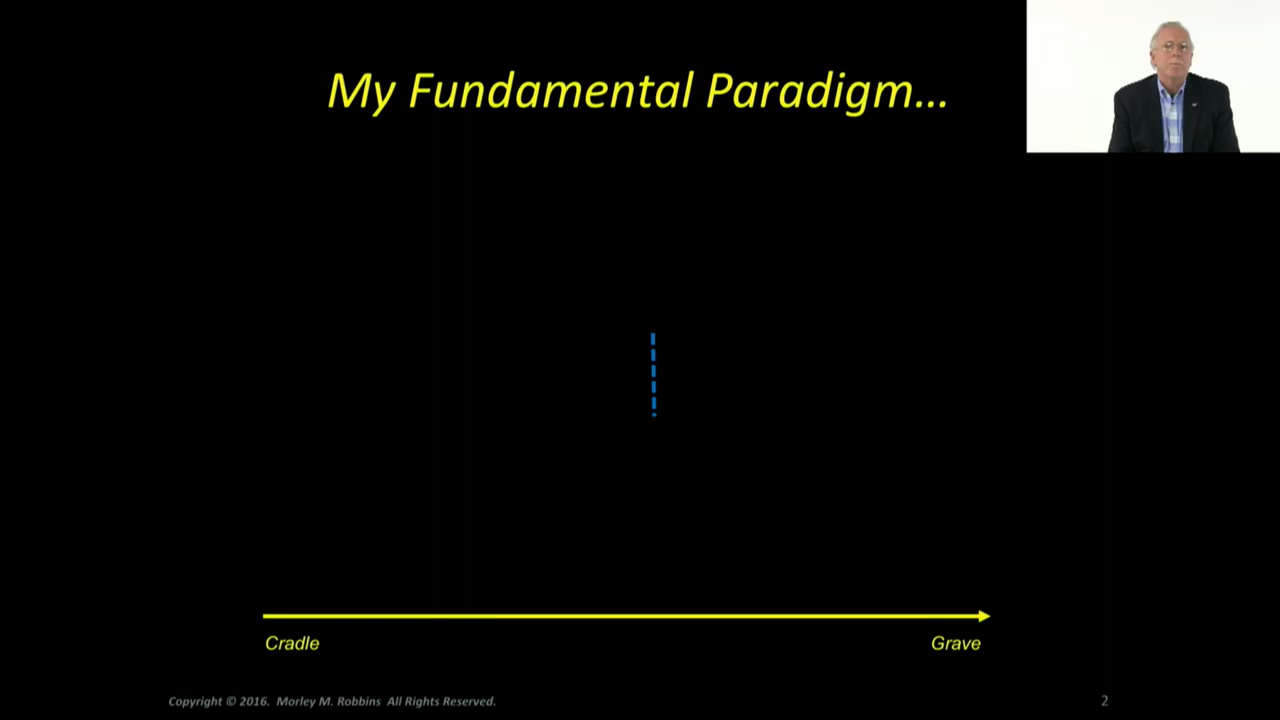 My Fundamental Paradigm...
Cradle
Grave
Copyright © 2016. Morley M. Robbins All Rights Reserved.
2